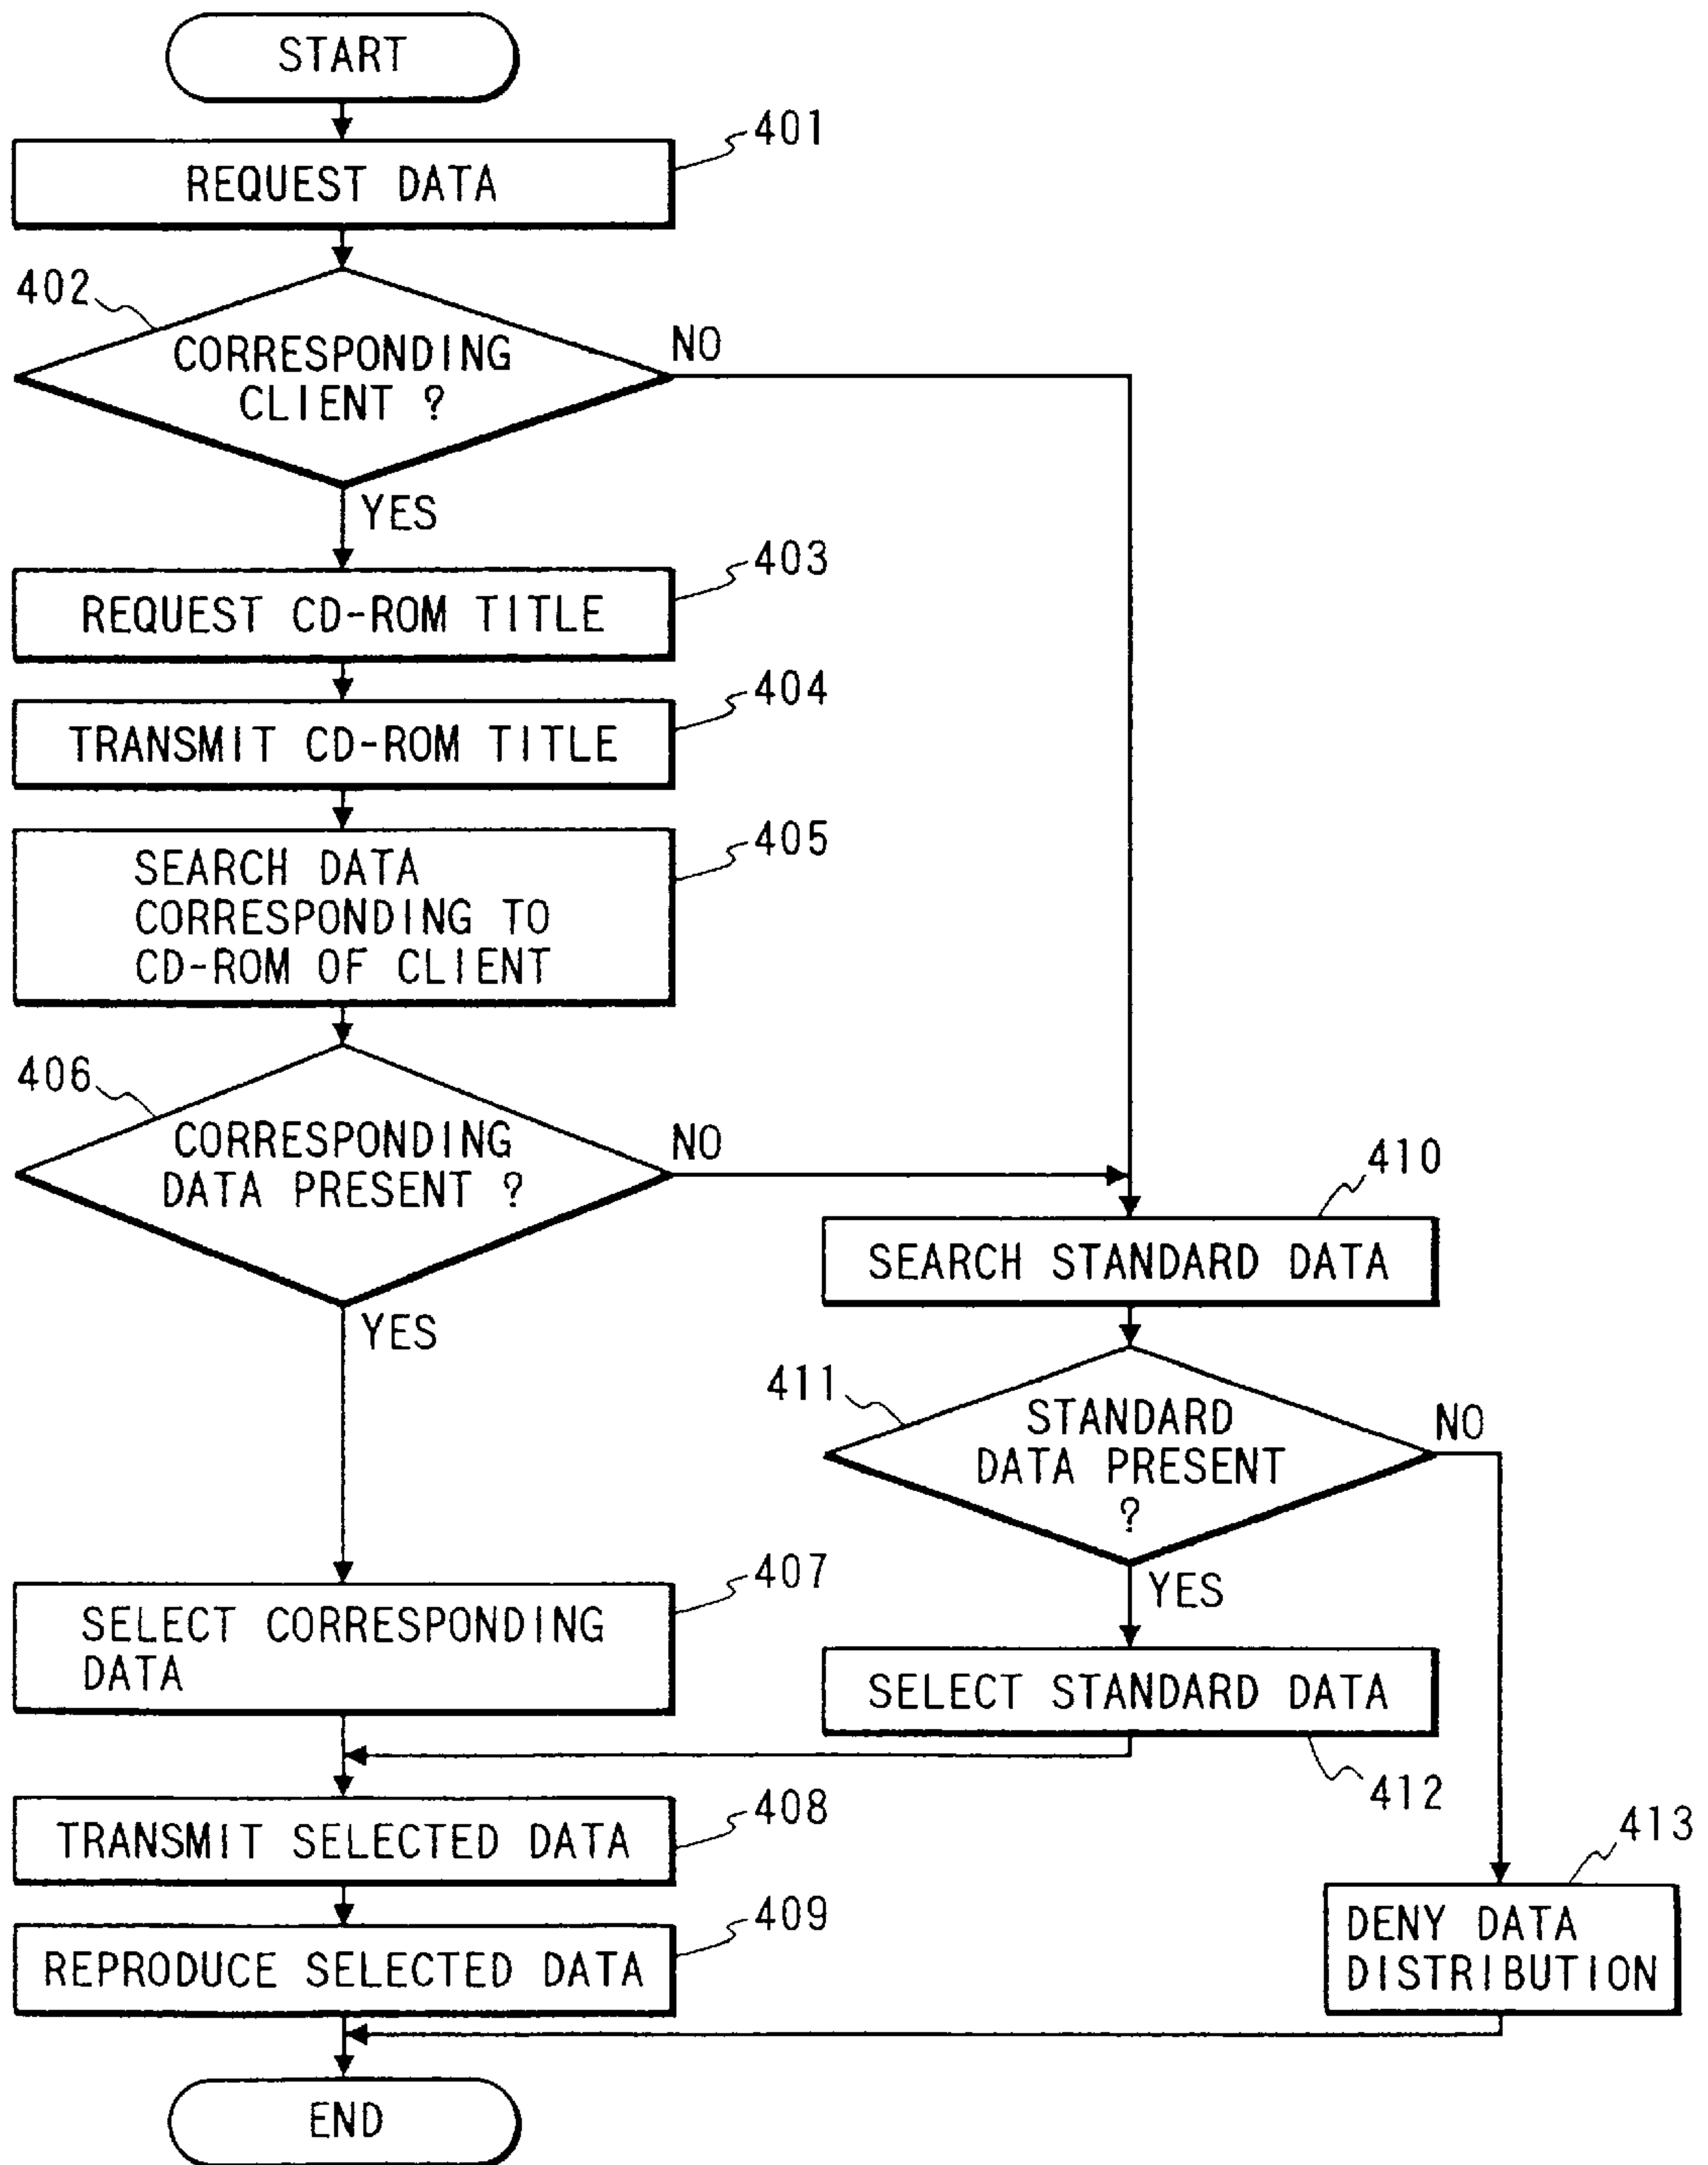 START
401
REQUEST DATA
402
CORRESPONDING
CLIENT ?
NO
YES
403
REQUEST CD-ROM TITLE
404
TRANSMIT CD-ROM TITLE
405
SEARCH DATA
CORRESPONDING TO
CD-ROM OF CLIENT
406
CORRESPONDING
DATA PRESENT ?
NO
YES
410
SEARCH STANDARD DATA
411
STANDARD
DATA PRESENT
?
NO
YES
407
SELECT CORRESPONDING
DATA
SELECT STANDARD DATA
412
408
TRANSMIT SELECTED DATA
413
DENY DATA
DISTRIBUTION
409
REPRODUCE SELECTED DATA
END